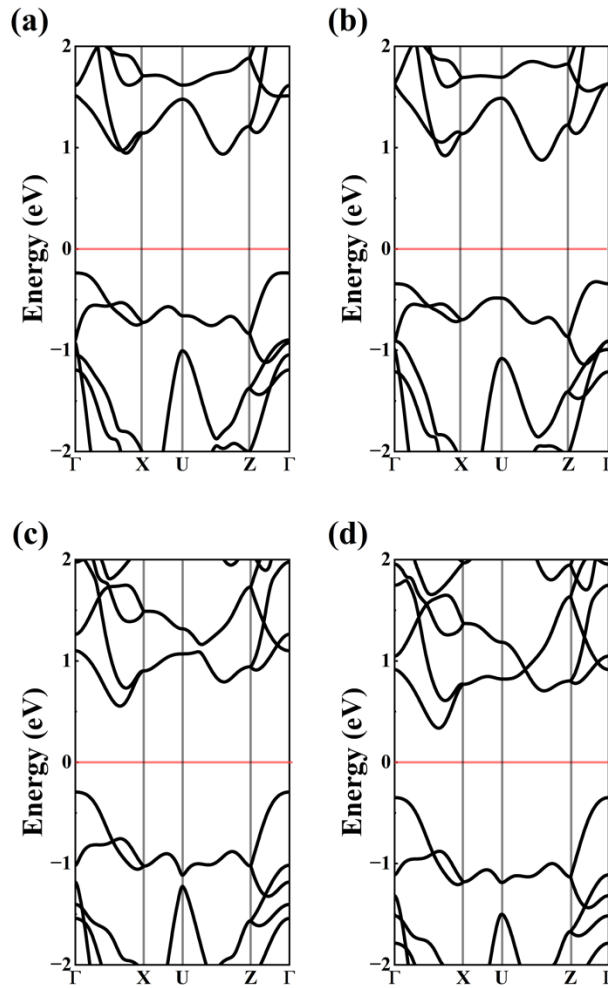 (a)
Energy (eV)
2
1
0
−1
−2
Γ X U Z Γ
(b)
Energy (eV)
2
1
0
−1
−2
Γ X U Z Γ
(c)
Energy (eV)
2
1
0
−1
−2
Γ X U Z Γ
(d)
Energy (eV)
2
1
0
−1
−2
Γ X U Z Γ